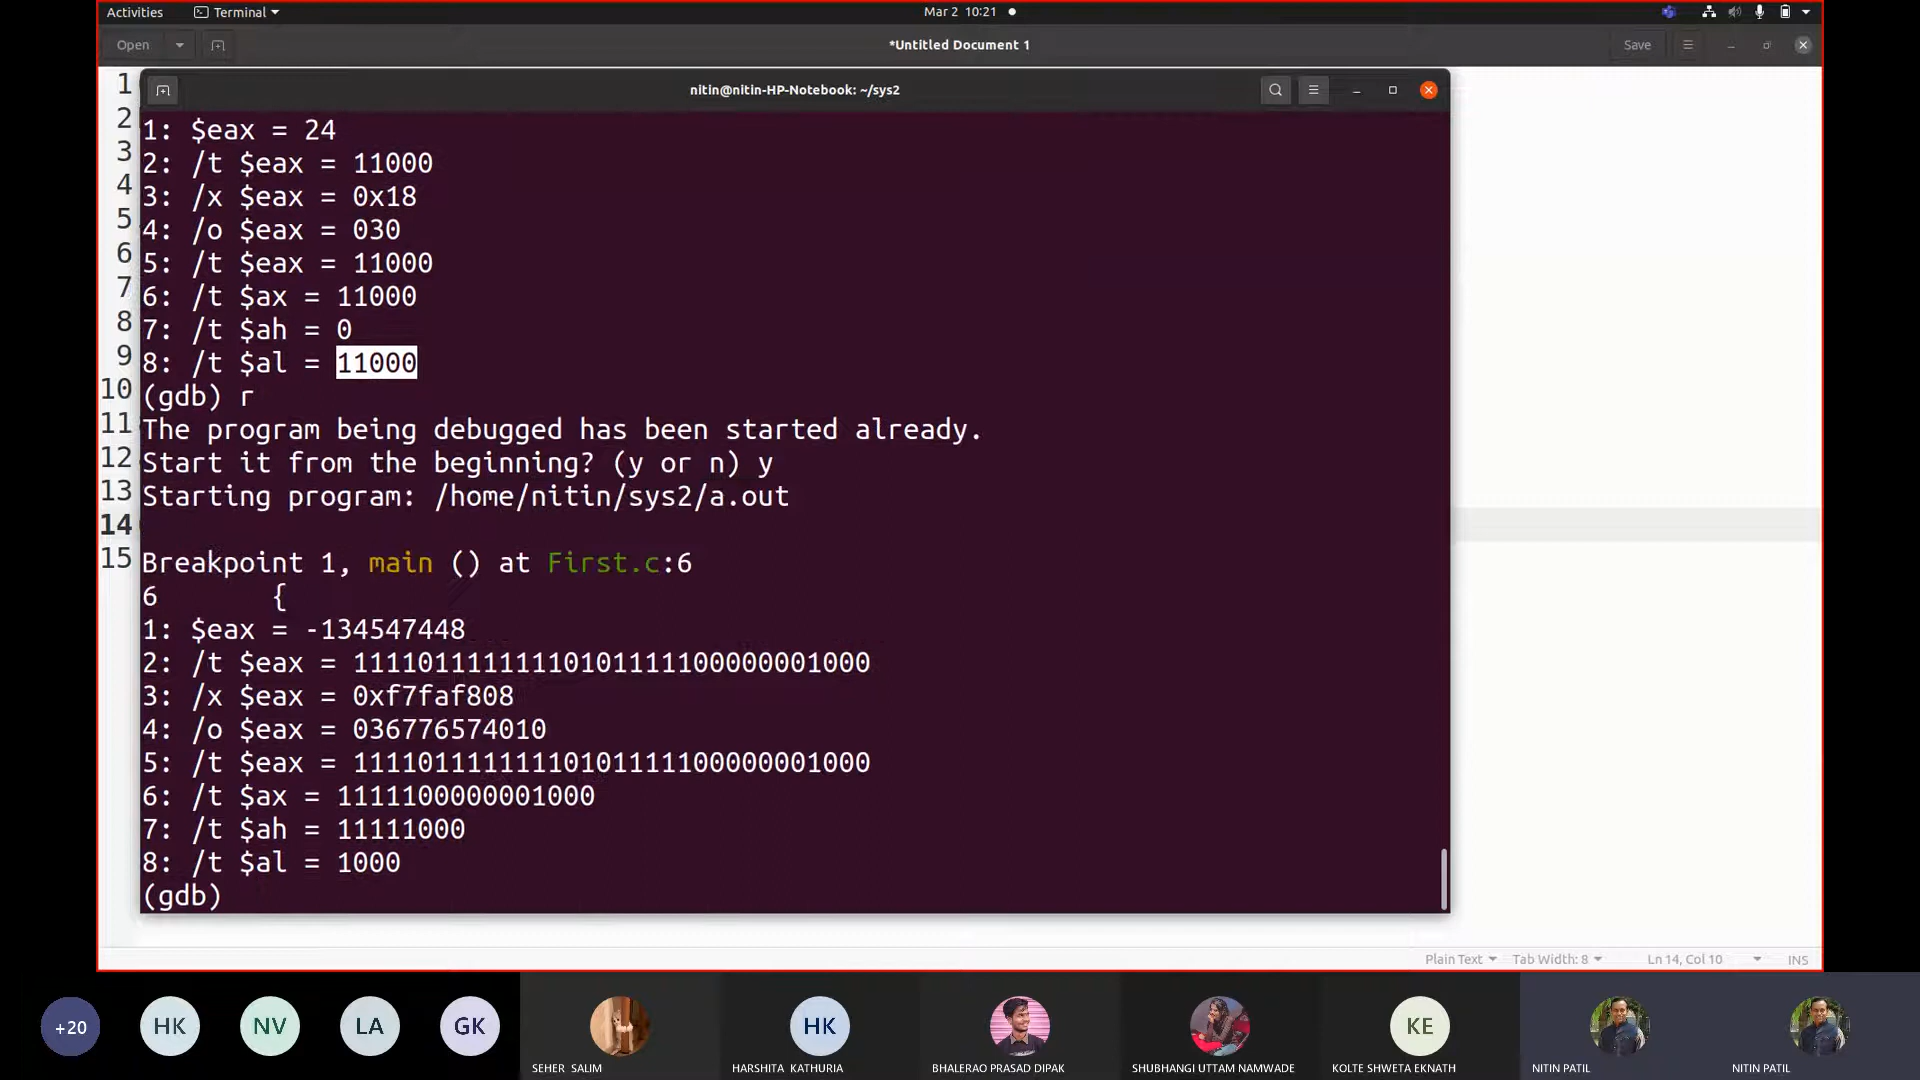 Activities Terminal Mar 2 10:21
Open *Untitled Document 1 Save
nitin@nitin-HP-Notebook: ~/sys2
1
2
3
4
5
6
7
8
9
10
11
12
13
14
15
1: $eax = 24
2: /t $eax = 11000
3: /x $eax = 0x18
4: /o $eax = 030
5: /t $eax = 11000
6: /t $ax = 11000
7: /t $ah = 0
8: /t $al = 11000
(gdb) r
The program being debugged has been started already.
Start it from the beginning? (y or n) y
Starting program: /home/nitin/sys2/a.out
Breakpoint 1, main () at First.c:6
6 {
1: $eax = -134547448
2: /t $eax = 11110111111110101111100000001000
3: /x $eax = 0xf7faf808
4: /o $eax = 036776574010
5: /t $eax = 11110111111110101111100000001000
6: /t $ax = 1111100000001000
7: /t $ah = 11111000
8: /t $al = 1000
(gdb)
Plain Text Tab Width: 8 Ln 14, Col 10 INS
+20 HK NV LA GK HK KE
SEHER SALIM HARSHITA KATHURIA BHALERAO PRASAD DIPAK SHUBHANGI UTTAM NAMWADE KOLTE SHWETA EKNATH NITIN PATIL NITIN PATIL